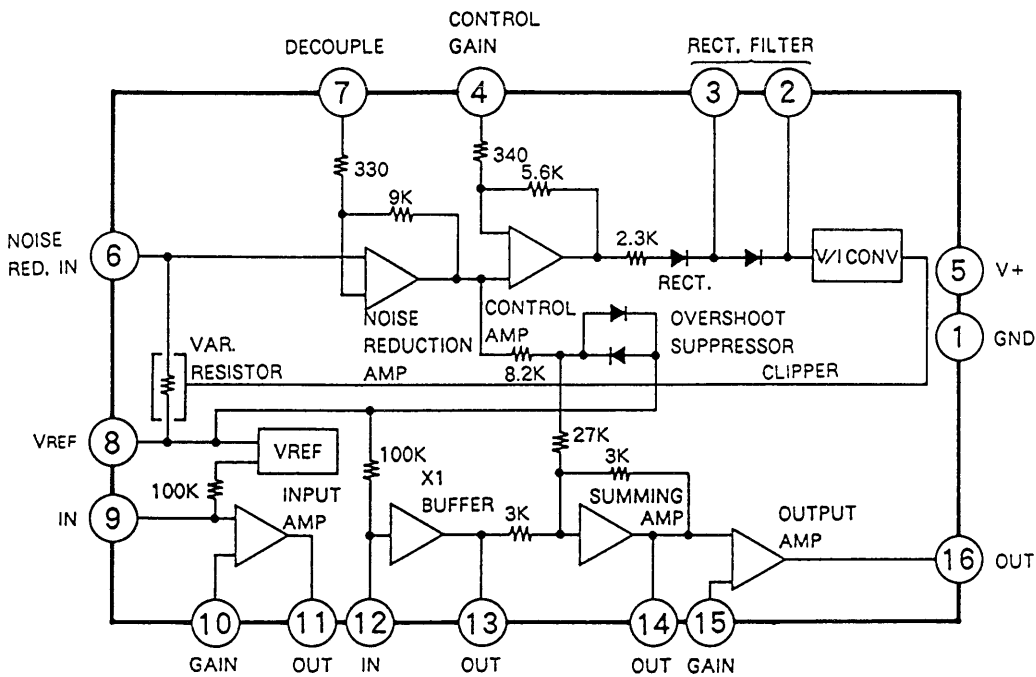 CONTROL
GAIN
DECOUPLE
RECT. FILTER
7
4
3
2
330
340
5.6K
9K
2.3K
NOISE
RED. IN
6
V/I CONV
5
V+
RECT.
NOISE
REDUCTION
AMP
CONTROL
AMP
OVERSHOOT
SUPPRESSOR
1
GND
VAR.
RESISTOR
8.2K
CLIPPER
VREF
8
VREF
100K
27K
3K
100K
IN
9
INPUT
AMP
X1
BUFFER
3K
SUMMING
AMP
OUTPUT
AMP
16
OUT
10
11
12
13
14
15
GAIN
OUT
IN
OUT
OUT
GAIN